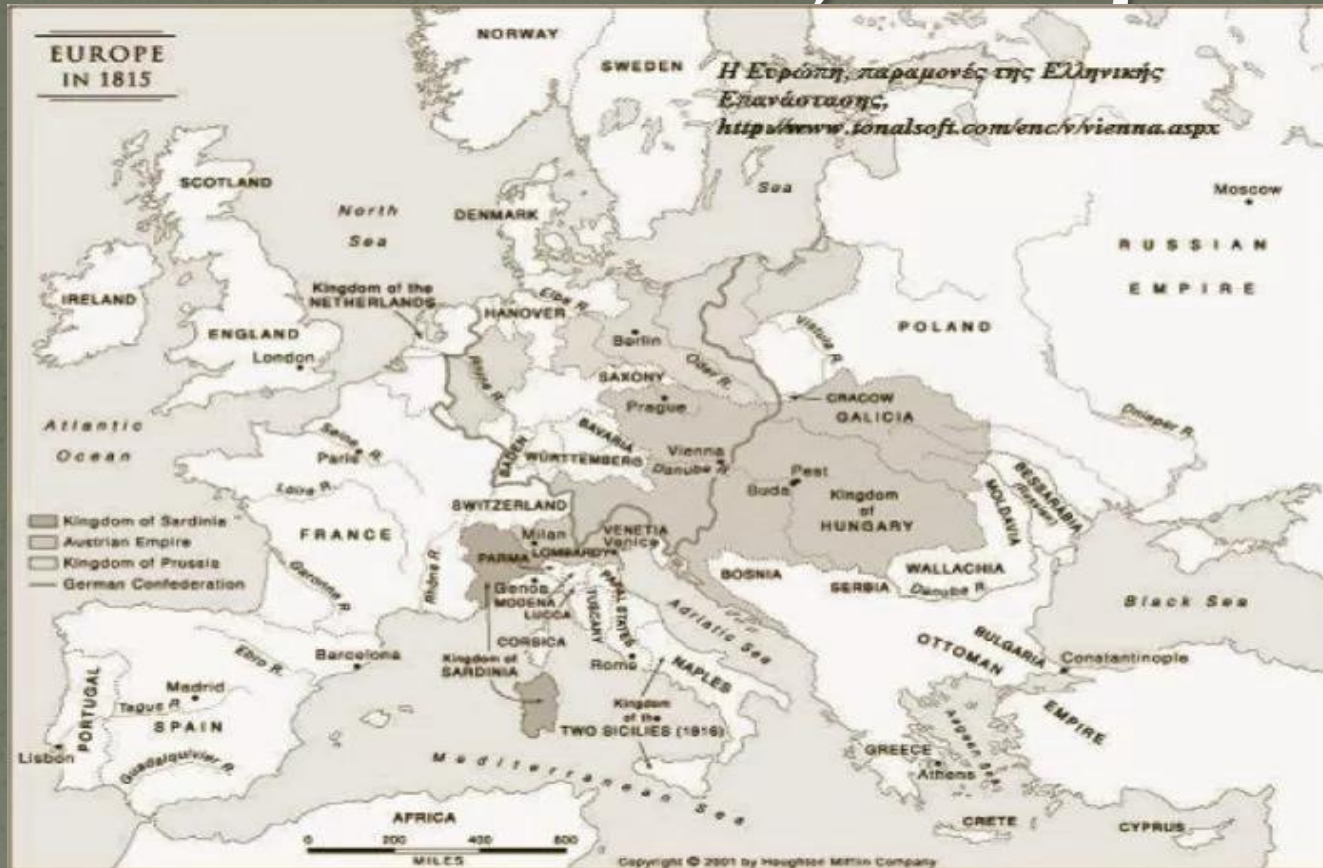 EUROPE
IN 1815
Η Ευρώπη, παραμονές της Ελληνικής
Επανάστασης,
http://www.tonalsoft.com/enc/v/vienna.aspx
NORWAY
SWEDEN
SCOTLAND
North
Sea
DENMARK
Sea
Moscow
RUSSIAN
EMPIRE
IRELAND
Kingdom of the
NETHERLANDS
ENGLAND
London
HANOVER
Elbe R.
Berlin
Oder R.
Vistula R.
POLAND
Rhine R.
SAXONY
Prague
CRACOW
GALICIA
Dnieper R.
Atlantic
Ocean
Seine R.
Paris
Loire R.
BADEN
WÜRTTEMBERG
BAVARIA
Vienna
Danube R.
Buda
Pest
Kingdom
of
HUNGARY
MOLDAVIA
BESSARABIA
(Russia)
SWITZERLAND
FRANCE
Kingdom of Sardinia
Austrian Empire
Kingdom of Prussia
German Confederation
Garonne R.
Rhône R.
Milan
PARMA
LOMBARDY
VENETIA
Venice
Genoa
MODENA
LUCCA
TUSCANY
PAPAL STATES
BOSNIA
SERBIA
WALLACHIA
Danube R.
Black Sea
Adriatic Sea
CORSICA
Kingdom of
SARDINIA
Rome
NAPLES
Kingdom
of the
TWO SICILIES (1816)
BULGARIA
OTTOMAN
EMPIRE
Constantinople
Ebro R.
Barcelona
PORTUGAL
Madrid
Tagus R.
SPAIN
Lisbon
Guadalquivier R.
Mediterranean Sea
GREECE
Athens
Aegean Sea
CRETE
CYPRUS
AFRICA
0 200 400 600
MILES
Copyright © 2001 by Houghton Mifflin Company